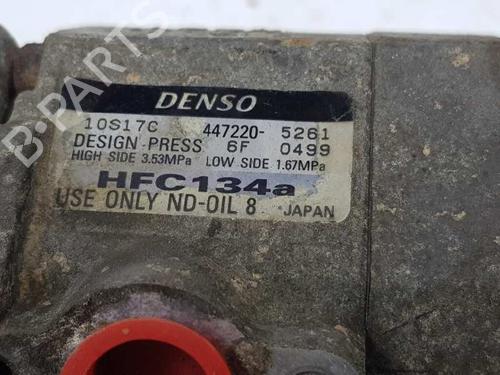 B-PARTS
DENSO
10S17C 447220- 5261
DESIGN PRESS 6F 0499
HIGH SIDE 3.53MPa LOW SIDE 1.67MPa
HFC134a
USE ONLY ND-OIL 8 JAPAN